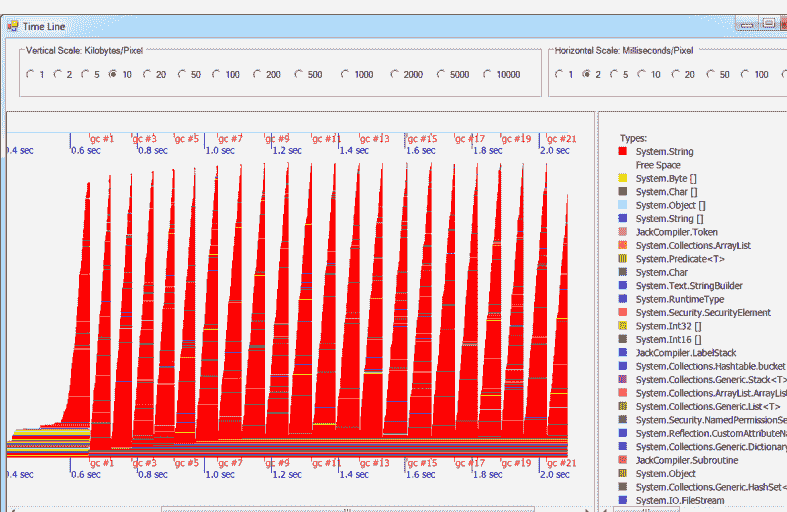 Time Line
Vertical Scale: Kilobytes/Pixel
1 2 5 10 20 50 100 200 500 1000 2000 5000 10000
Horizontal Scale: Milliseconds/Pixel
1 2 5 10 20 50 100
gc #1 gc #3 gc #5 gc #7 gc #9 gc #11 gc #13 gc #15 gc #17 gc #19 gc #21
0.4 sec 0.6 sec 0.8 sec 1.0 sec 1.2 sec 1.4 sec 1.6 sec 1.8 sec 2.0 sec
gc #1 gc #3 gc #5 gc #7 gc #9 gc #11 gc #13 gc #15 gc #17 gc #19 gc #21
0.4 sec 0.6 sec 0.8 sec 1.0 sec 1.2 sec 1.4 sec 1.6 sec 1.8 sec 2.0 sec
Types:
System.String
Free Space
System.Byte []
System.Char []
System.Object []
System.String []
JackCompiler.Token
System.Collections.ArrayList
System.Predicate<T>
System.Char
System.Text.StringBuilder
System.RuntimeType
System.Security.SecurityElement
System.Int32 []
System.Int16 []
JackCompiler.LabelStack
System.Collections.Hashtable.bucket
System.Collections.Generic.Stack<T>
System.Collections.ArrayList.ArrayLis
System.Collections.Generic.List<T>
System.Security.NamedPermissionSe
System.Reflection.CustomAttributeNa
System.Collections.Generic.Dictionary
JackCompiler.Subroutine
System.Object
System.Collections.Generic.HashSet<
System.IO.FileStream